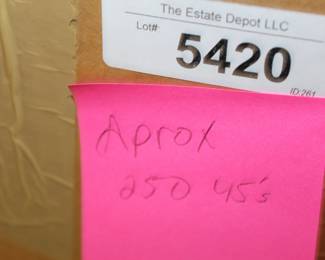 The Estate Depot LLC
Lot#:
5420
ID:261
Aprox
250 45's